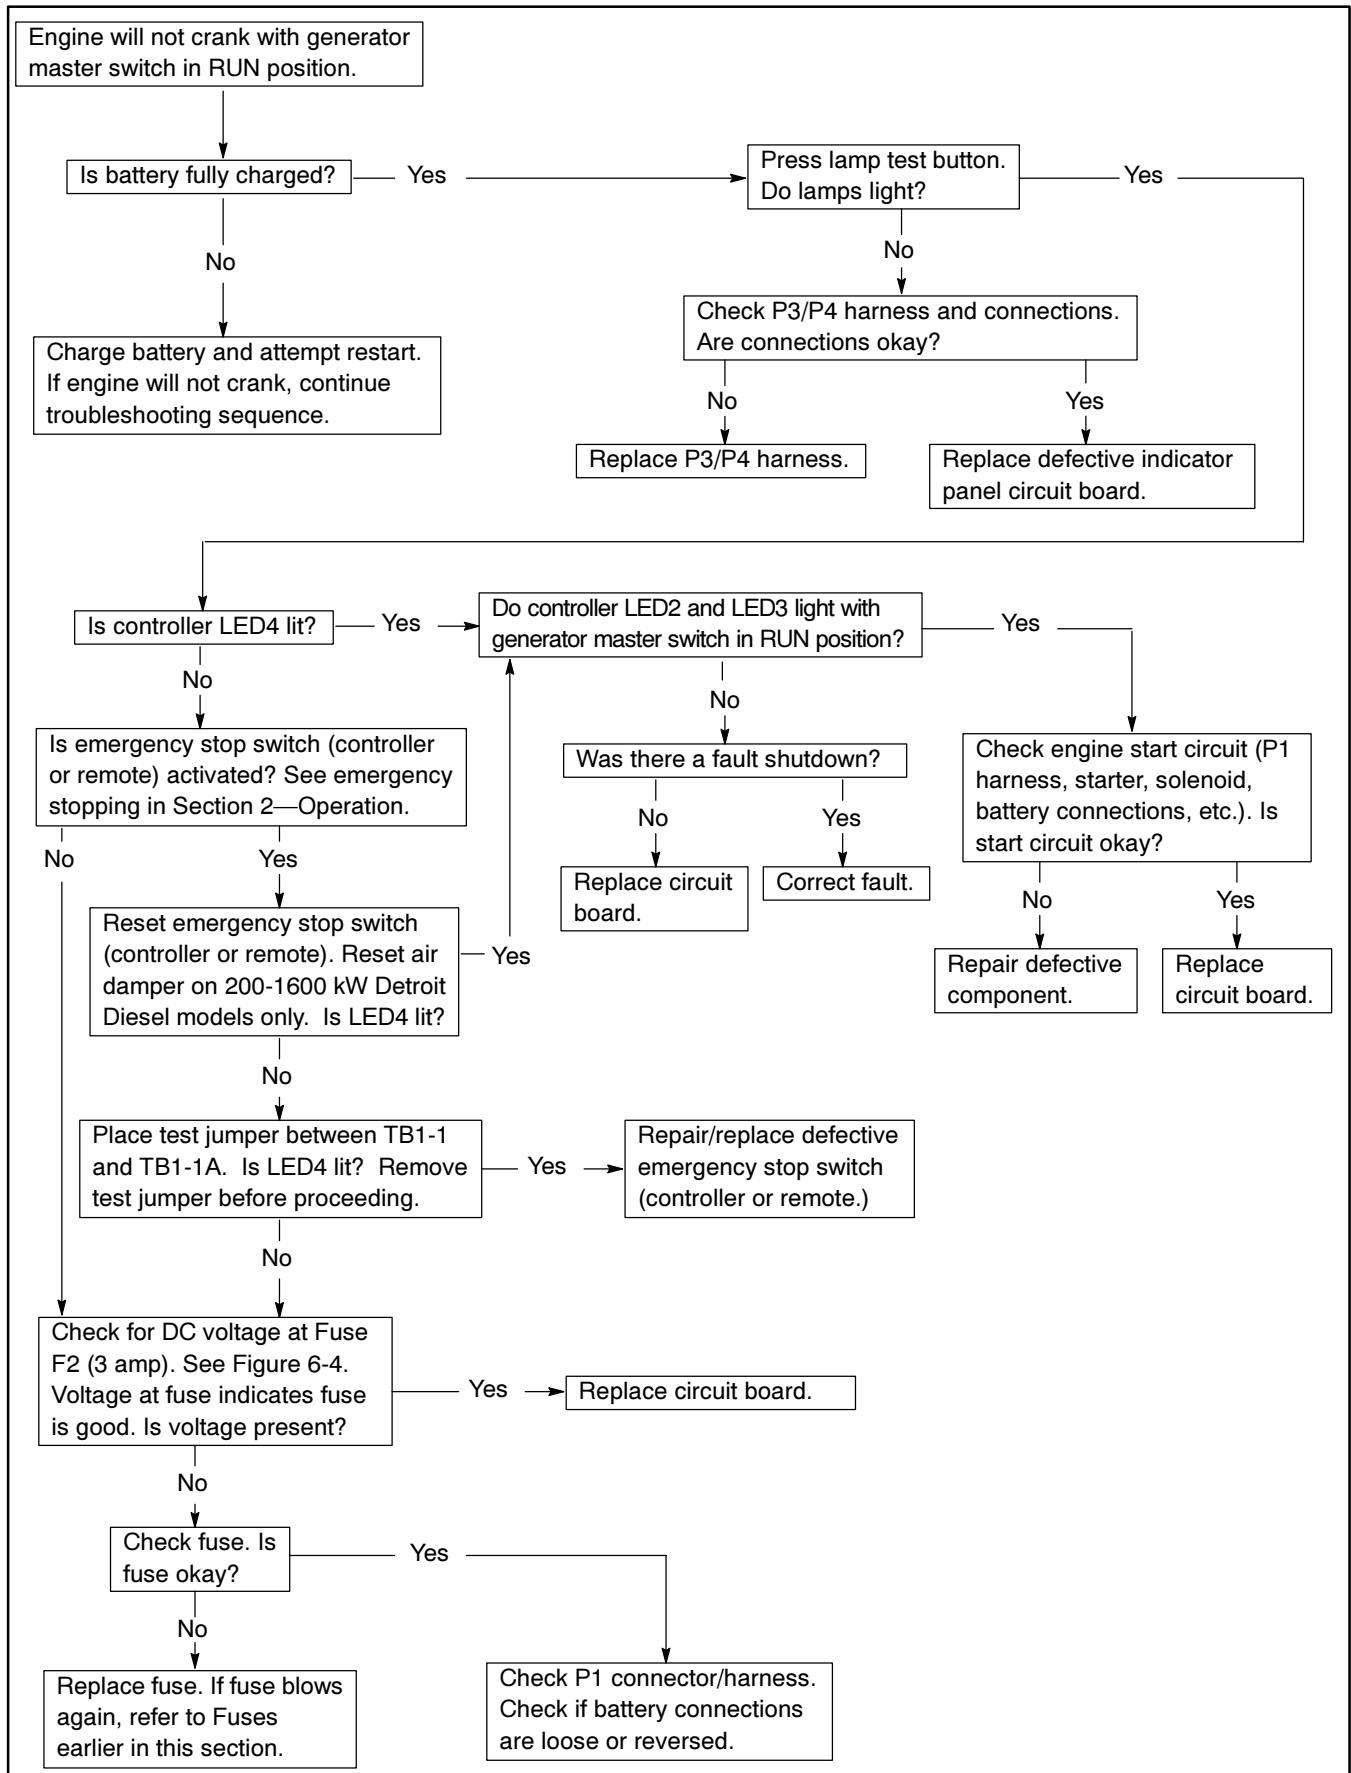 Engine will not crank with generator
master switch in RUN position.
Is battery fully charged?
Yes
Press lamp test button.
Do lamps light?
Yes
No
No
Check P3/P4 harness and connections.
Are connections okay?
Charge battery and attempt restart.
If engine will not crank, continue
troubleshooting sequence.
No
Yes
Replace P3/P4 harness.
Replace defective indicator
panel circuit board.
Is controller LED4 lit?
Yes
Do controller LED2 and LED3 light with
generator master switch in RUN position?
Yes
No
No
Is emergency stop switch (controller
or remote) activated? See emergency
stopping in Section 2—Operation.
Was there a fault shutdown?
Check engine start circuit (P1
harness, starter, solenoid,
battery connections, etc.). Is
start circuit okay?
No
Yes
No
Yes
Replace circuit
board.
Correct fault.
No
Yes
Reset emergency stop switch
(controller or remote). Reset air
damper on 200-1600 kW Detroit
Diesel models only.  Is LED4 lit?
Yes
Repair defective
component.
Replace
circuit board.
No
Place test jumper between TB1-1
and TB1-1A.  Is LED4 lit?  Remove
test jumper before proceeding.
Yes
Repair/replace defective
emergency stop switch
(controller or remote.)
No
Check for DC voltage at Fuse
F2 (3 amp). See Figure 6-4.
Voltage at fuse indicates fuse
is good. Is voltage present?
Yes
Replace circuit board.
No
Check fuse. Is
fuse okay?
Yes
No
Replace fuse. If fuse blows
again, refer to Fuses
earlier in this section.
Check P1 connector/harness.
Check if battery connections
are loose or reversed.